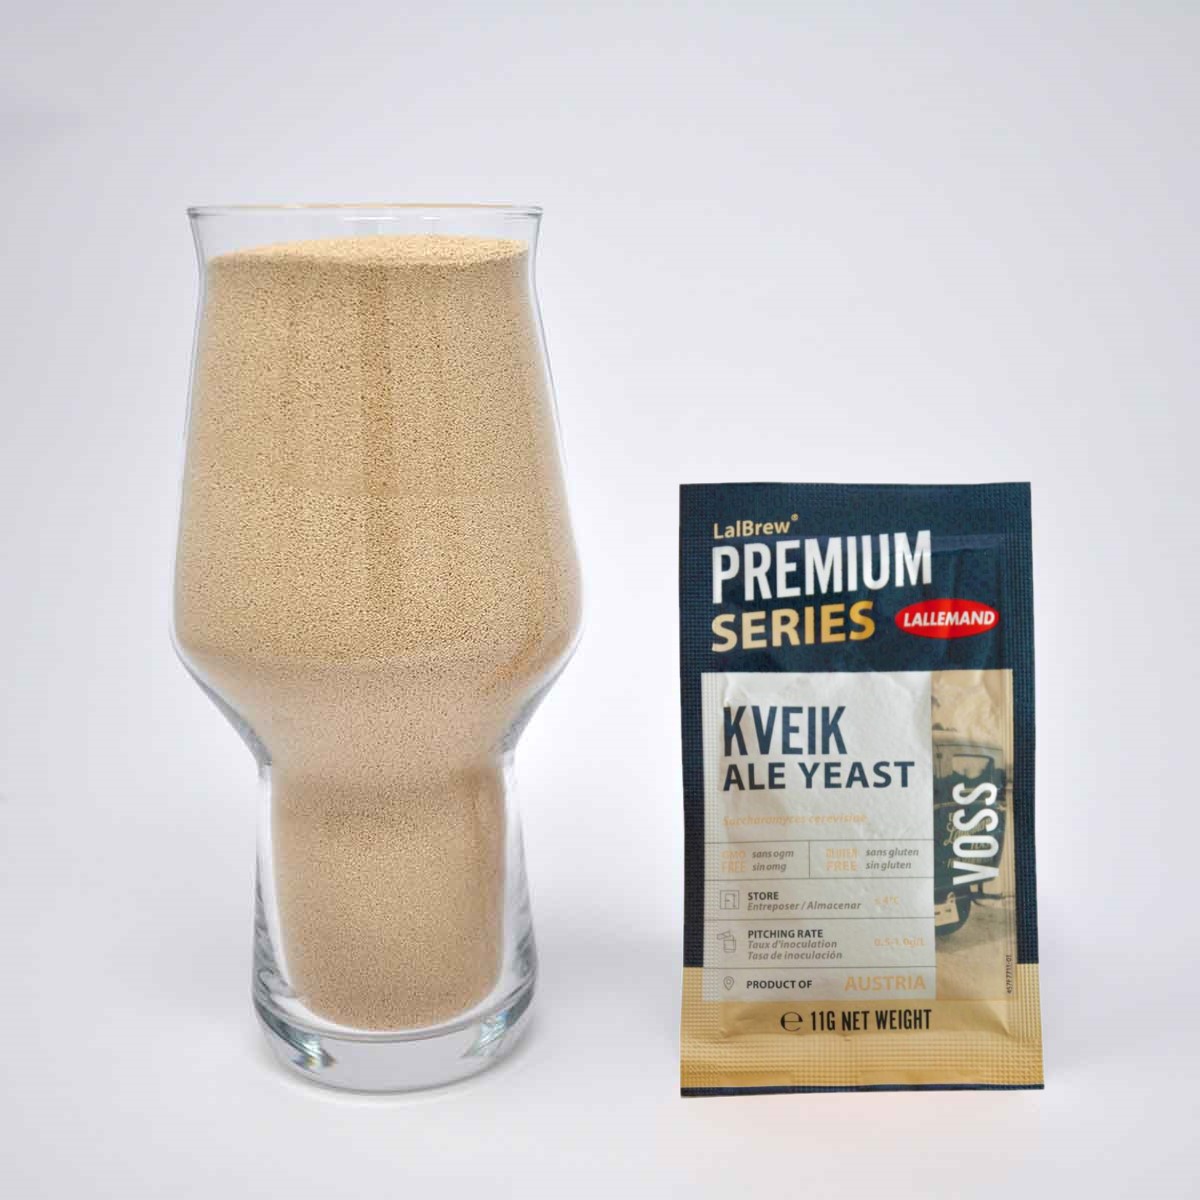 LalBrew®
PREMIUM
SERIES
LALLEMAND
KVEIK
ALE YEAST
Saccharomyces cerevisiae
GMO FREE sans ogm
sin omg
GLUTEN FREE sans gluten
sin gluten
STORE
Entreposer / Almacenar
PITCHING RATE
Taux d'inoculation
Tasa de inoculación
PRODUCT OF AUSTRIA
VOSS
e 11G NET WEIGHT